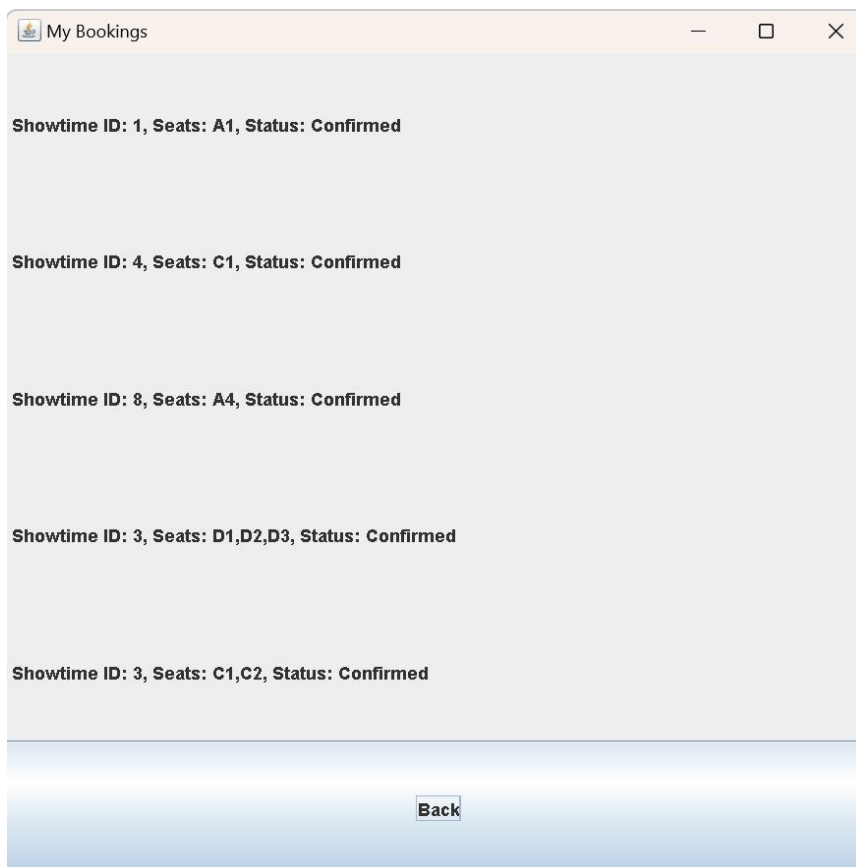 My Bookings
Showtime ID: 1, Seats: A1, Status: Confirmed
Showtime ID: 4, Seats: C1, Status: Confirmed
Showtime ID: 8, Seats: A4, Status: Confirmed
Showtime ID: 3, Seats: D1,D2,D3, Status: Confirmed
Showtime ID: 3, Seats: C1,C2, Status: Confirmed
Back